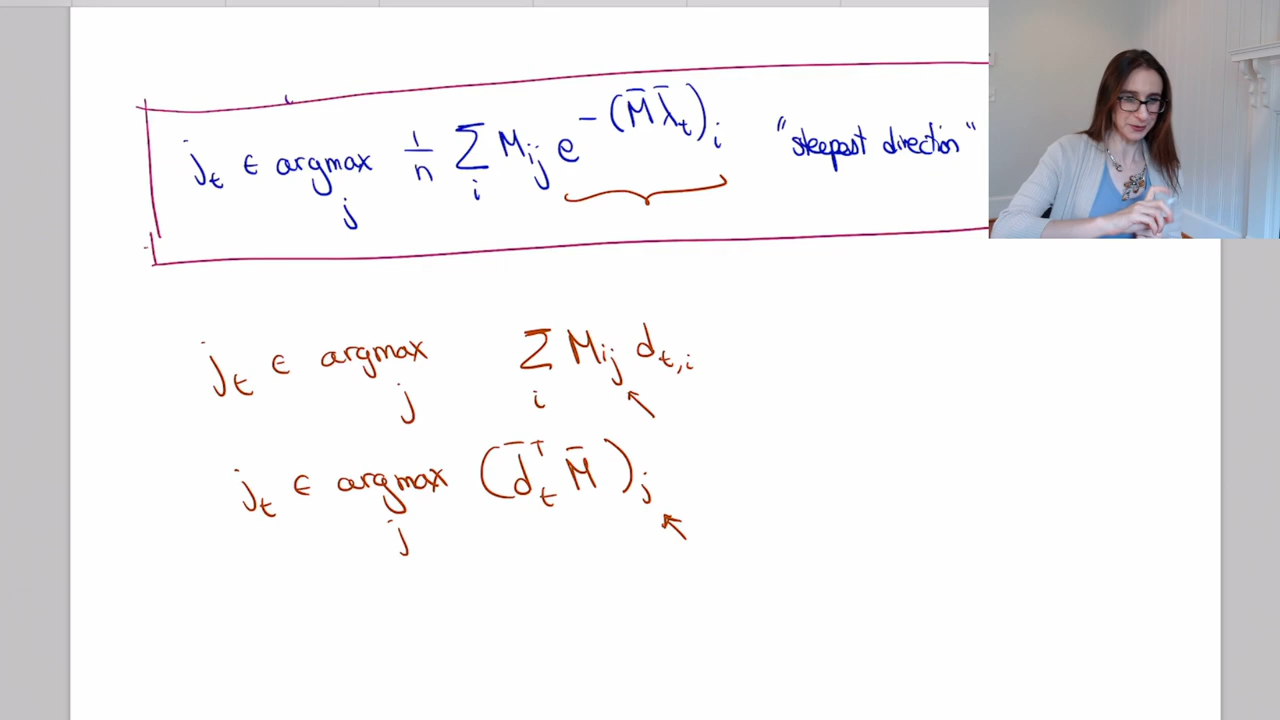 j_t ∈ argmax_j 1/n Σ_i M_ij e^{-(M̄ λ̄_t)_i} "steepest direction"
j_t ∈ argmax_j Σ_i M_ij d_{t,i}
j_t ∈ argmax_j (d̄_t^T M̄)_j